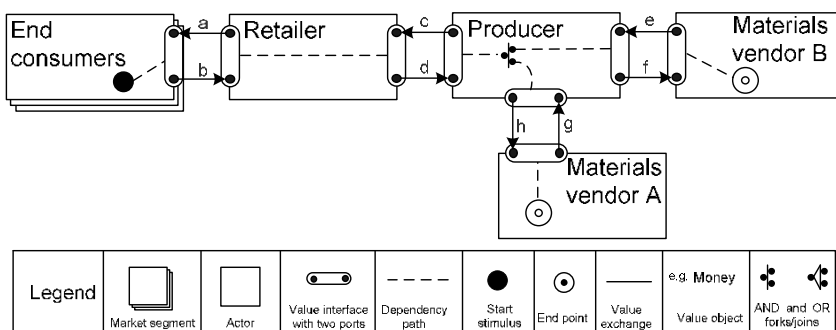 End consumers
Retailer
Producer
Materials vendor B
a
b
c
d
e
f
h
g
Materials vendor A
Legend
Market segment
Actor
Value interface with two ports
Dependency path
Start stimulus
End point
Value exchange
e.g. Money
Value object
AND and OR forks/joins